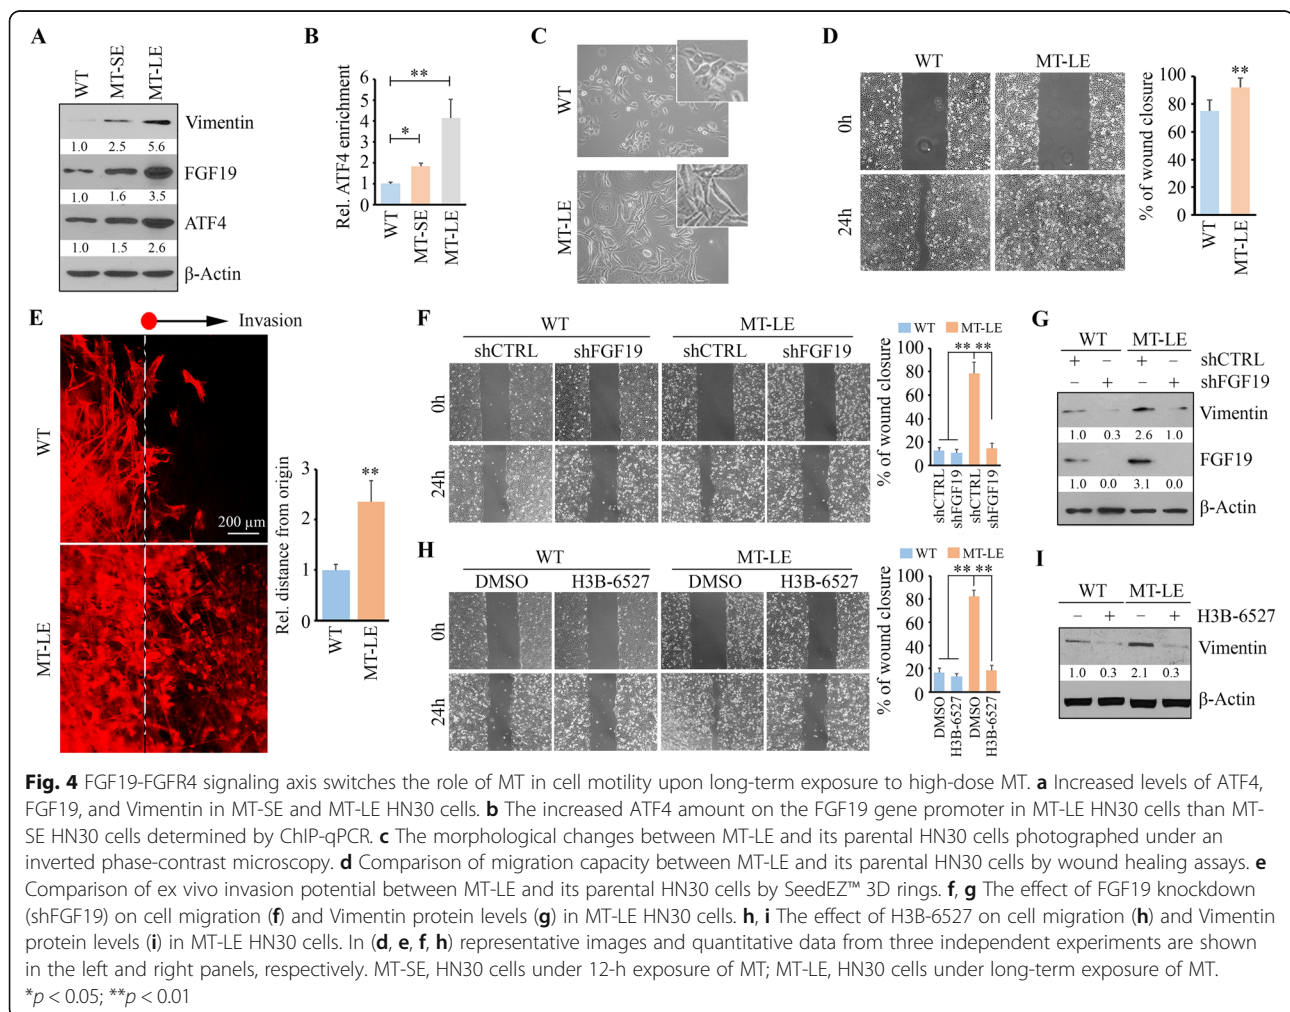 A
WT
MT-SE
MT-LE
Vimentin
1.0 2.5 5.6
FGF19
1.0 1.6 3.5
ATF4
1.0 1.5 2.6
β-Actin
B
Rel. ATF4 enrichment
6
5
4
3
2
1
0
*
**
WT
MT-SE
MT-LE
C
WT
MT-LE
D
WT MT-LE
0h
24h
% of wound closure
100
80
60
40
20
0
**
WT
MT-LE
E
Invasion
WT
200 µm
MT-LE
Rel. distance from origin
3
2
1
0
**
WT
MT-LE
F
WT MT-LE
shCTRL shFGF19 shCTRL shFGF19
0h
24h
WT MT-LE
% of wound closure
100
80
60
40
20
0
** **
shCTRL
shFGF19
shCTRL
shFGF19
G
WT MT-LE
+ − + − shCTRL
− + − + shFGF19
Vimentin
1.0 0.3 2.6 1.0
FGF19
1.0 0.0 3.1 0.0
β-Actin
H
WT MT-LE
DMSO H3B-6527 DMSO H3B-6527
0h
24h
WT MT-LE
% of wound closure
100
80
60
40
20
0
** **
DMSO
H3B-6527
DMSO
H3B-6527
I
WT MT-LE
− + − + H3B-6527
Vimentin
1.0 0.3 2.1 0.3
β-Actin
Fig. 4 FGF19-FGFR4 signaling axis switches the role of MT in cell motility upon long-term exposure to high-dose MT. a Increased levels of ATF4,
FGF19, and Vimentin in MT-SE and MT-LE HN30 cells. b The increased ATF4 amount on the FGF19 gene promoter in MT-LE HN30 cells than MT-
SE HN30 cells determined by ChIP-qPCR. c The morphological changes between MT-LE and its parental HN30 cells photographed under an
inverted phase-contrast microscopy. d Comparison of migration capacity between MT-LE and its parental HN30 cells by wound healing assays. e
Comparison of ex vivo invasion potential between MT-LE and its parental HN30 cells by SeedEZ™ 3D rings. f, g The effect of FGF19 knockdown
(shFGF19) on cell migration (f) and Vimentin protein levels (g) in MT-LE HN30 cells. h, i The effect of H3B-6527 on cell migration (h) and Vimentin
protein levels (i) in MT-LE HN30 cells. In (d, e, f, h) representative images and quantitative data from three independent experiments are shown
in the left and right panels, respectively. MT-SE, HN30 cells under 12-h exposure of MT; MT-LE, HN30 cells under long-term exposure of MT.
*p < 0.05; **p < 0.01